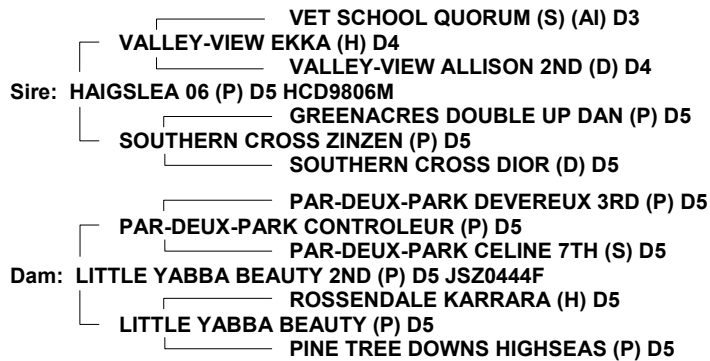 VET SCHOOL QUORUM (S) (AI) D3
VALLEY-VIEW EKKA (H) D4
VALLEY-VIEW ALLISON 2ND (D) D4
Sire: HAIGSLEA 06 (P) D5 HCD9806M
GREENACRES DOUBLE UP DAN (P) D5
SOUTHERN CROSS ZINZEN (P) D5
SOUTHERN CROSS DIOR (D) D5
PAR-DEUX-PARK DEVEREUX 3RD (P) D5
PAR-DEUX-PARK CONTROLEUR (P) D5
PAR-DEUX-PARK CELINE 7TH (S) D5
Dam: LITTLE YABBA BEAUTY 2ND (P) D5 JSZ0444F
ROSSENDALE KARRARA (H) D5
LITTLE YABBA BEAUTY (P) D5
PINE TREE DOWNS HIGHSEAS (P) D5